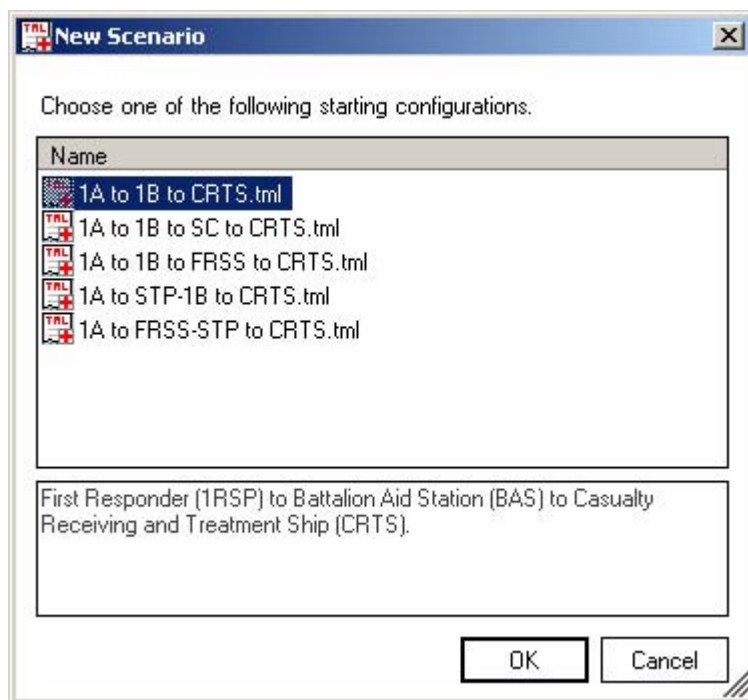 New Scenario
Choose one of the following starting configurations.
Name
1A to 1B to CRTS.tml
1A to 1B to SC to CRTS.tml
1A to 1B to FRSS to CRTS.tml
1A to STP-1B to CRTS.tml
1A to FRSS-STP to CRTS.tml
First Responder (1RSP) to Battalion Aid Station (BAS) to Casualty
Receiving and Treatment Ship (CRTS).
OK
Cancel